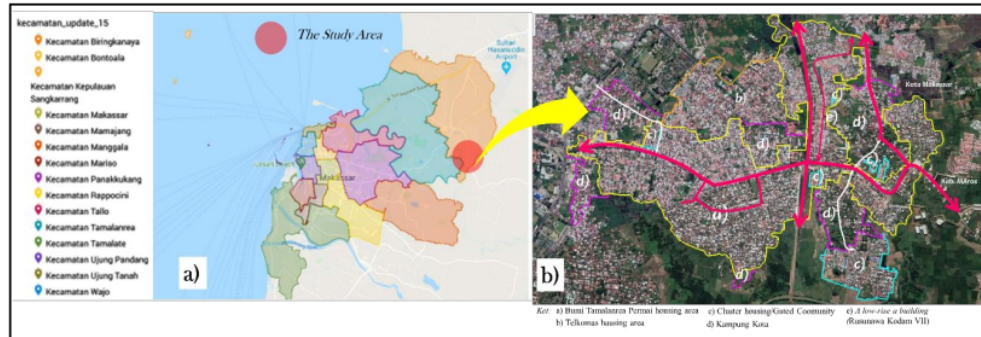 kecamatan_update_15
Kecamatan Biringkanaya
Kecamatan Bontoala
Kecamatan Kepulauan
Sangkarrang
Kecamatan Makassar
Kecamatan Mamajang
Kecamatan Manggala
Kecamatan Mariso
Kecamatan Panakkukang
Kecamatan Rappocini
Kecamatan Tallo
Kecamatan Tamalanrea
Kecamatan Tamalate
Kecamatan Ujung Pandang
Kecamatan Ujung Tanah
Kecamatan Wajo
The Study Area
Sultan
Hasanuddin
Airport
Makassar
a)
b)
d)
c)
d)
e)
d)
c)
d)
c)
c)
d)
d)
a)
d)
c)
Kota Makassar
Kab. MAros
b)
Ket: a) Bumi Tamalanrea Permai housing area
b) Telkomas housing area
c) Cluster housing/Gated Coomunity
d) Kampung Kota
e) A low-rise a building
(Rusunawa Kodam VII)